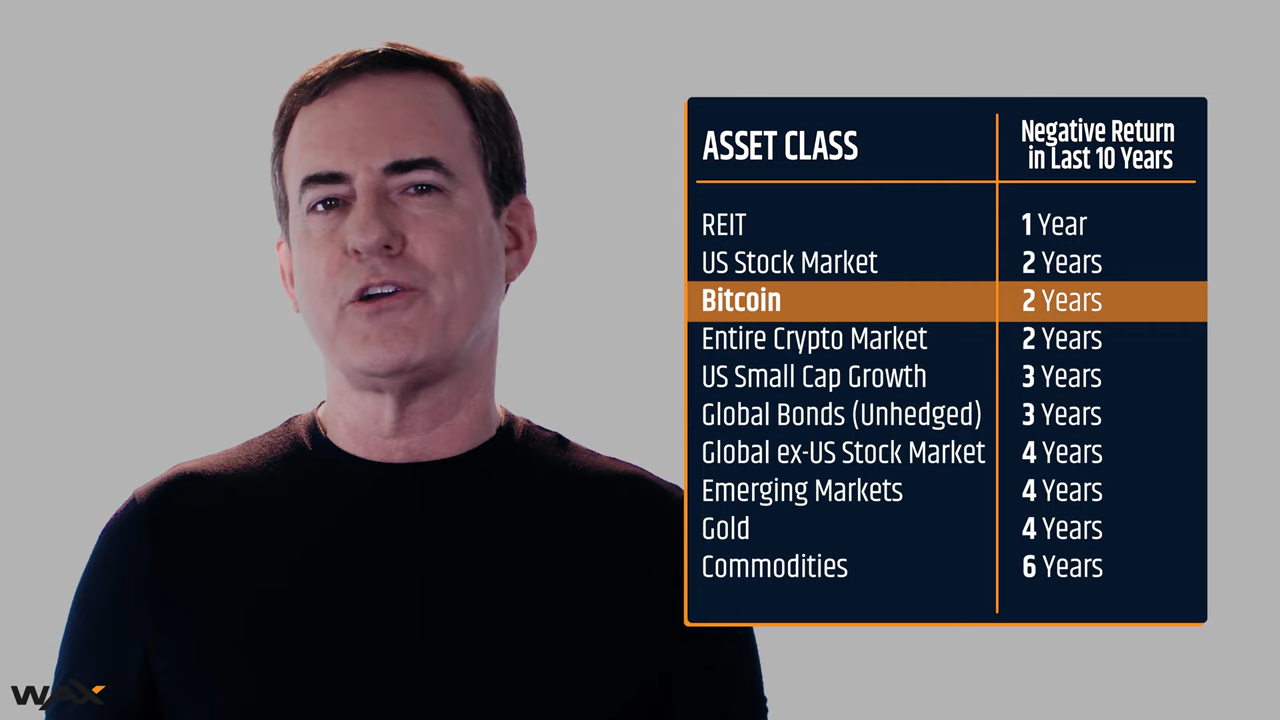 ASSET CLASS
Negative Return
in Last 10 Years
REIT 1 Year
US Stock Market 2 Years
Bitcoin 2 Years
Entire Crypto Market 2 Years
US Small Cap Growth 3 Years
Global Bonds (Unhedged) 3 Years
Global ex-US Stock Market 4 Years
Emerging Markets 4 Years
Gold 4 Years
Commodities 6 Years
WAX